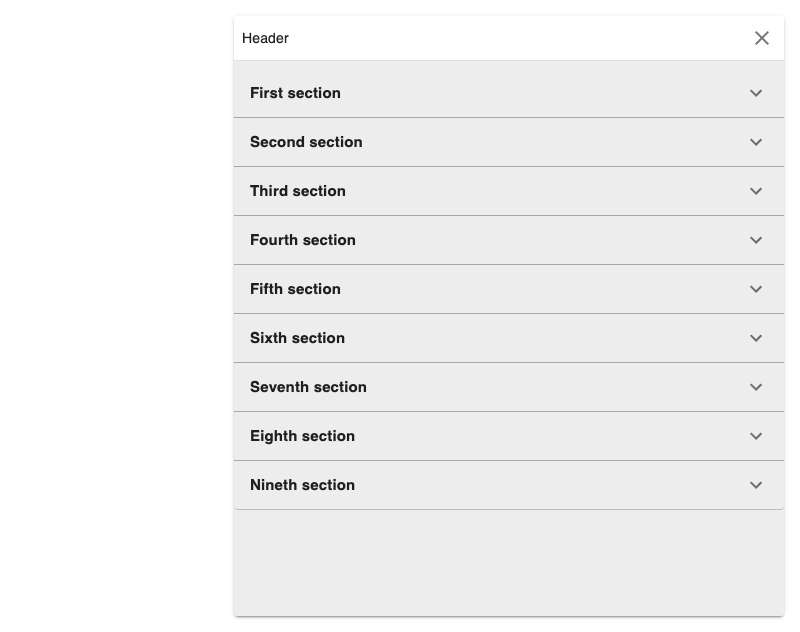 Header
First section
Second section
Third section
Fourth section
Fifth section
Sixth section
Seventh section
Eighth section
Nineth section